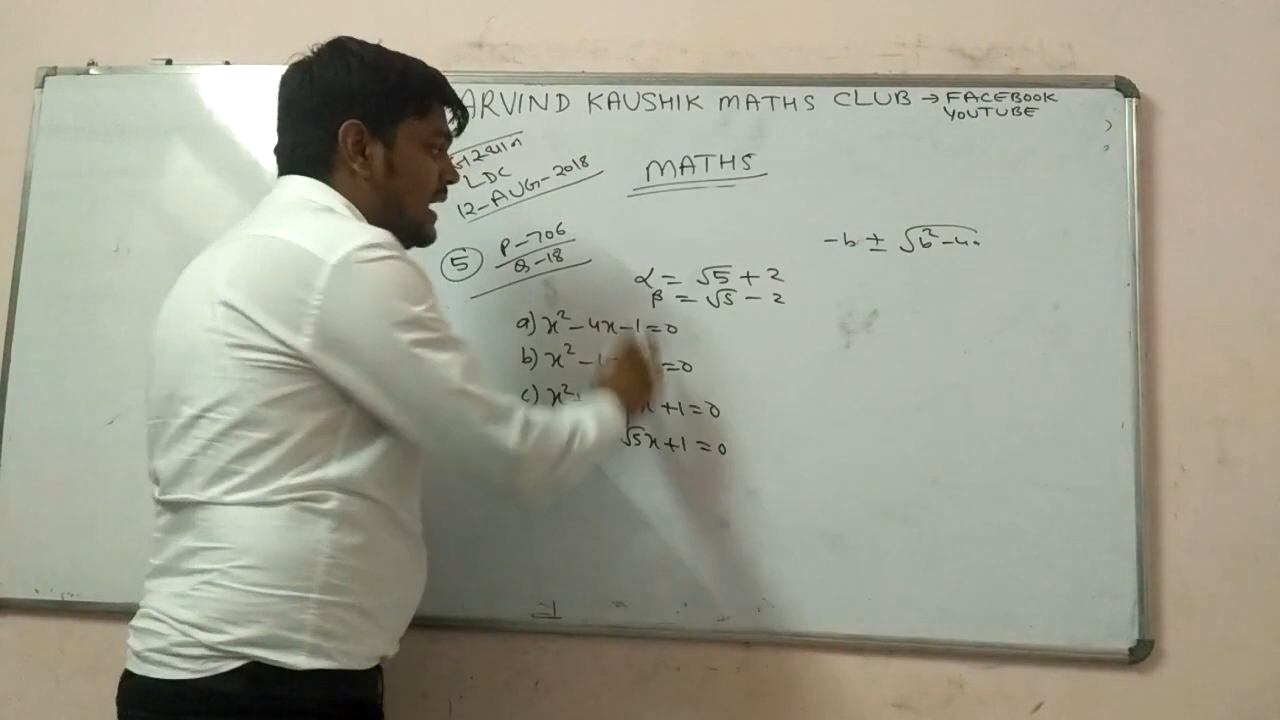 ARVIND KAUSHIK MATHS CLUB → FACEBOOK
YOUTUBE
LDC
12-AUG-2018
MATHS
5 P-706
Q-18
-b ± √b²-4
α = √5 + 2
β = √5 - 2
a) x² - 4x - 1 = 0
b) x² - = 0
c) x² x + 1 = 0
√5x + 1 = 0